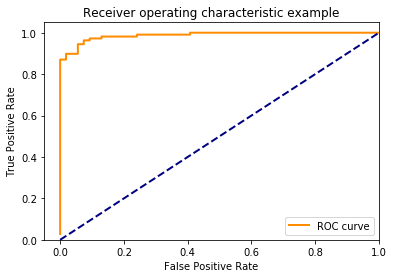 Receiver operating characteristic example
1.0
0.8
0.6
0.4
0.2
0.0
True Positive Rate
ROC curve
0.0 0.2 0.4 0.6 0.8 1.0
False Positive Rate